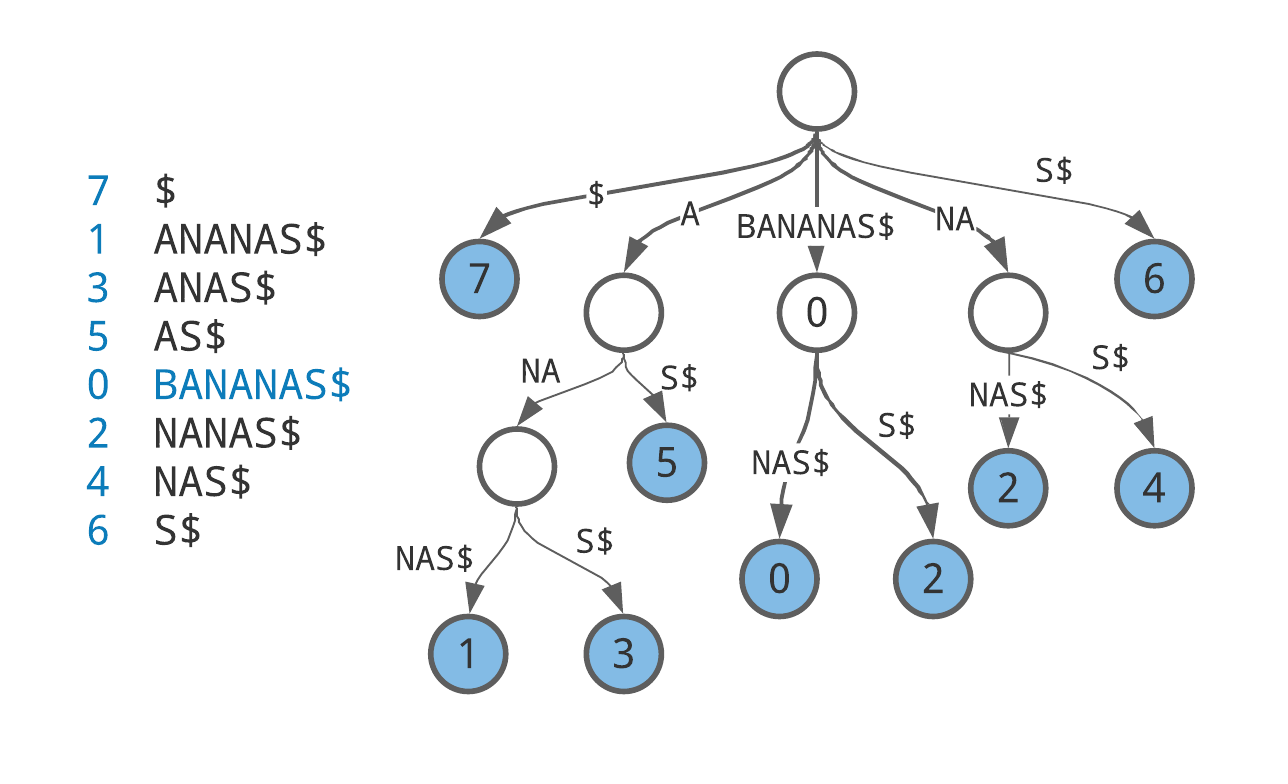 7 $
1 ANANAS$
3 ANAS$
5 AS$
0 BANANAS$
2 NANAS$
4 NAS$
6 S$
$ A BANANAS$ NA S$
7 0 6
NA S$ NAS$ S$ NAS$ S$
5 2 4
NAS$ S$ 0 2
1 3